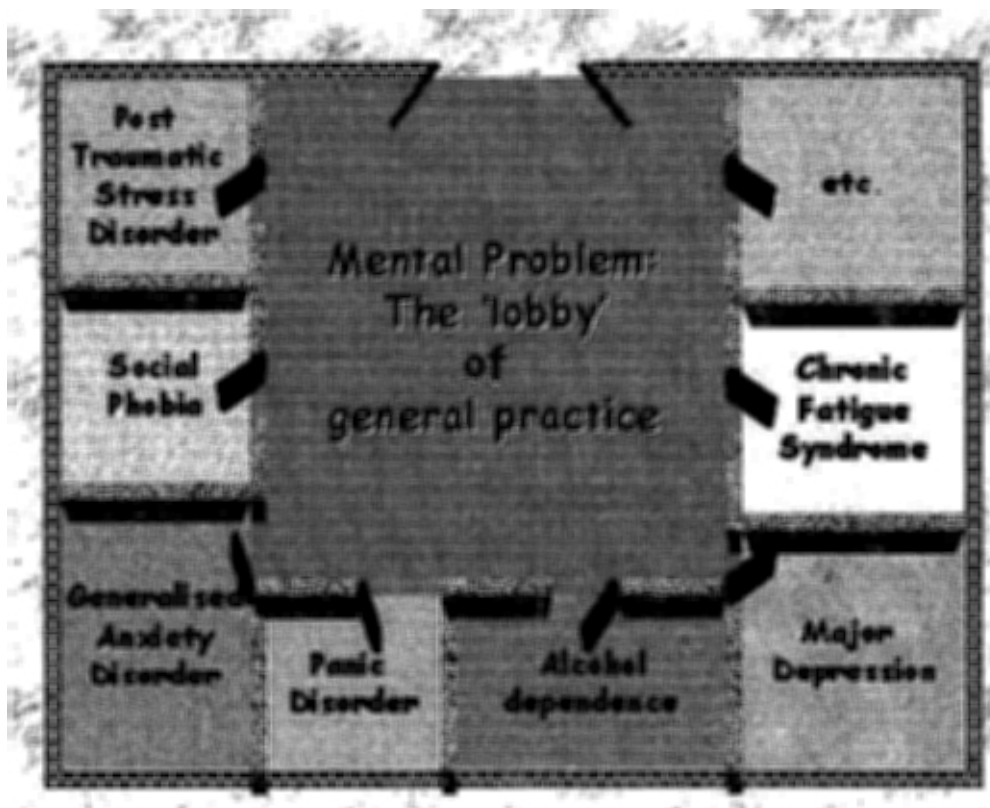 Post
Traumatic
Stress
Disorder
etc.
Mental Problem:
The 'lobby'
of
general practice
Social
Phobia
Chronic
Fatigue
Syndrome
Generalised
Anxiety
Disorder
Panic
Disorder
Alcohol
dependence
Major
Depression